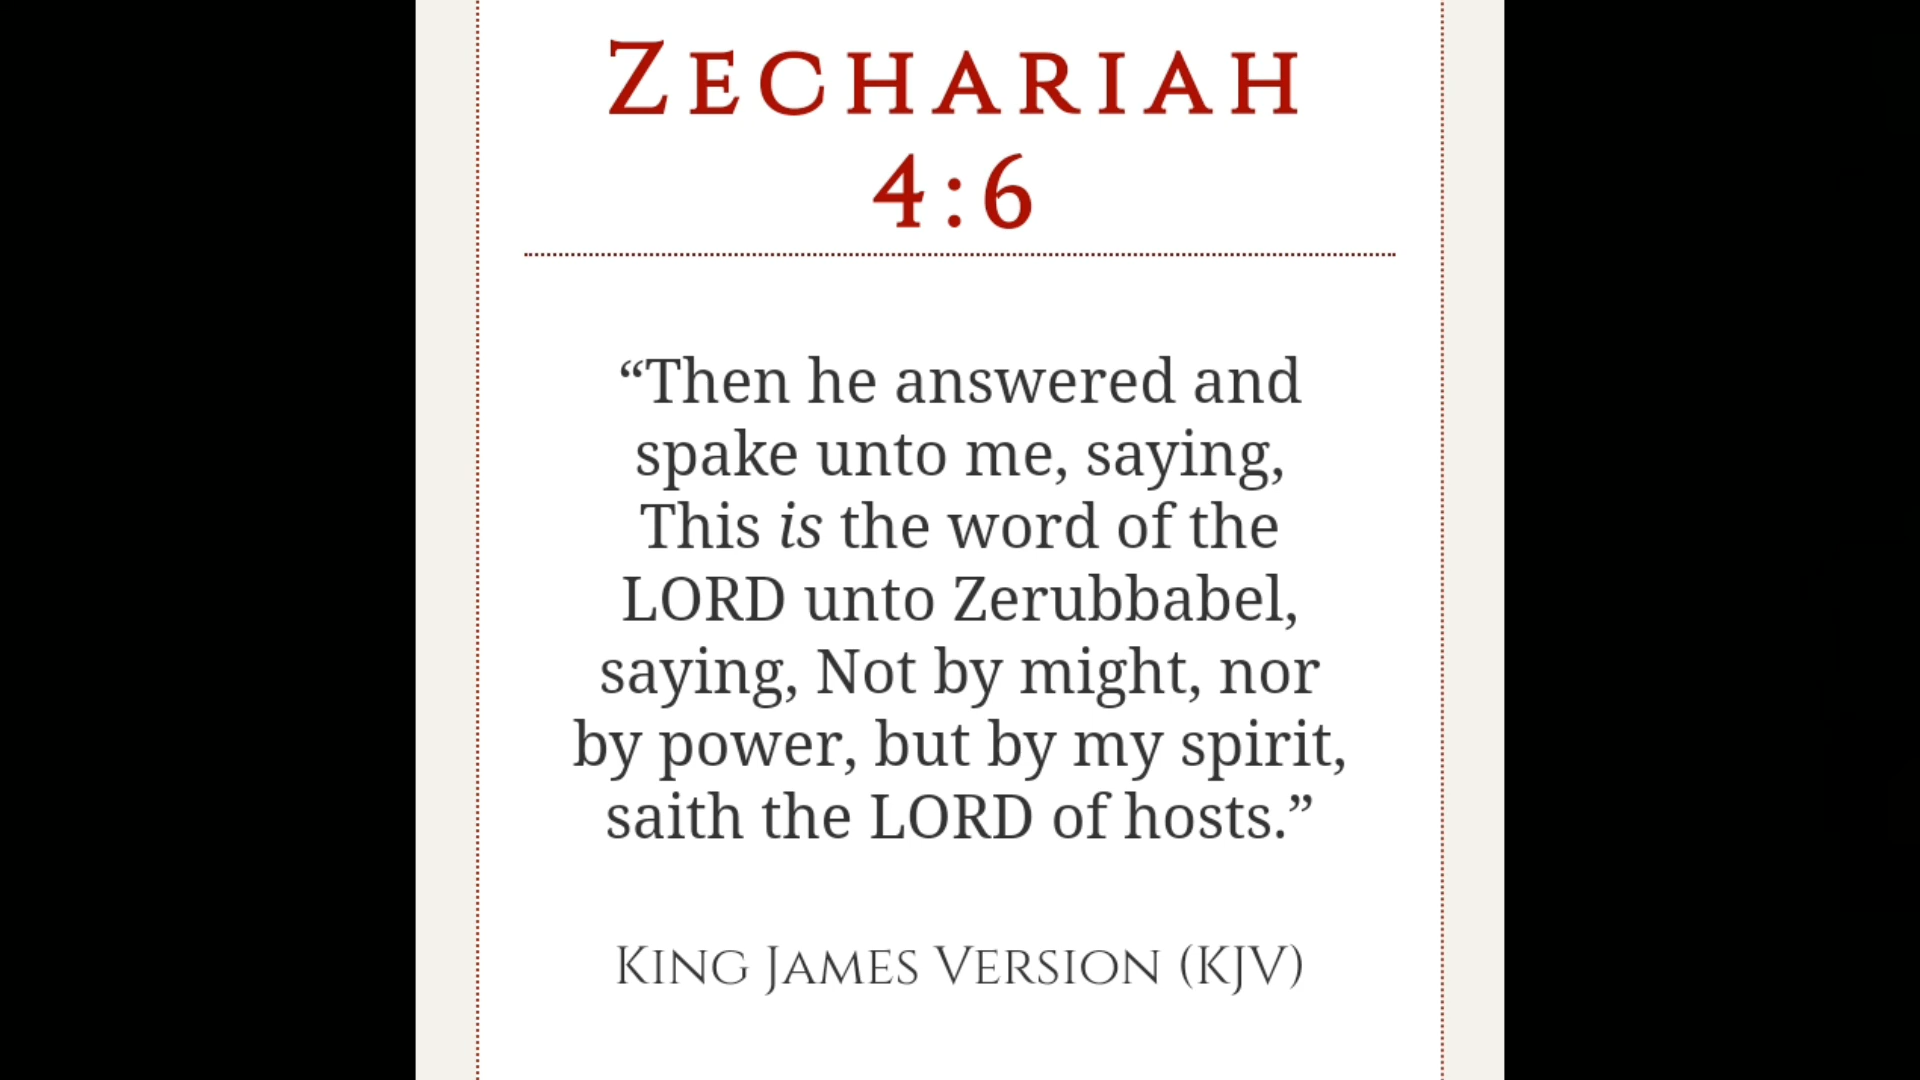 ZECHARIAH
4:6
“Then he answered and
spake unto me, saying,
This is the word of the
LORD unto Zerubbabel,
saying, Not by might, nor
by power, but by my spirit,
saith the LORD of hosts.”
KING JAMES VERSION (KJV)